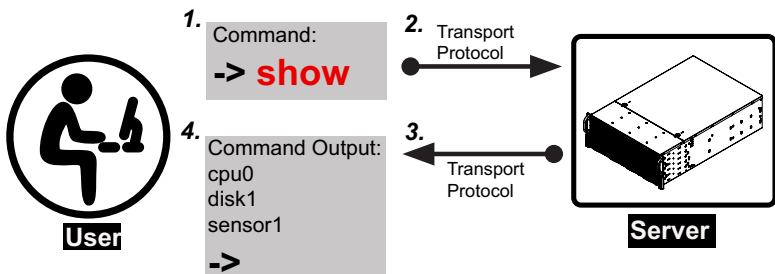 1.
Command:
-> show
2.
Transport
Protocol
3.
Transport
Protocol
4.
Command Output:
cpu0
disk1
sensor1
->
User
Server